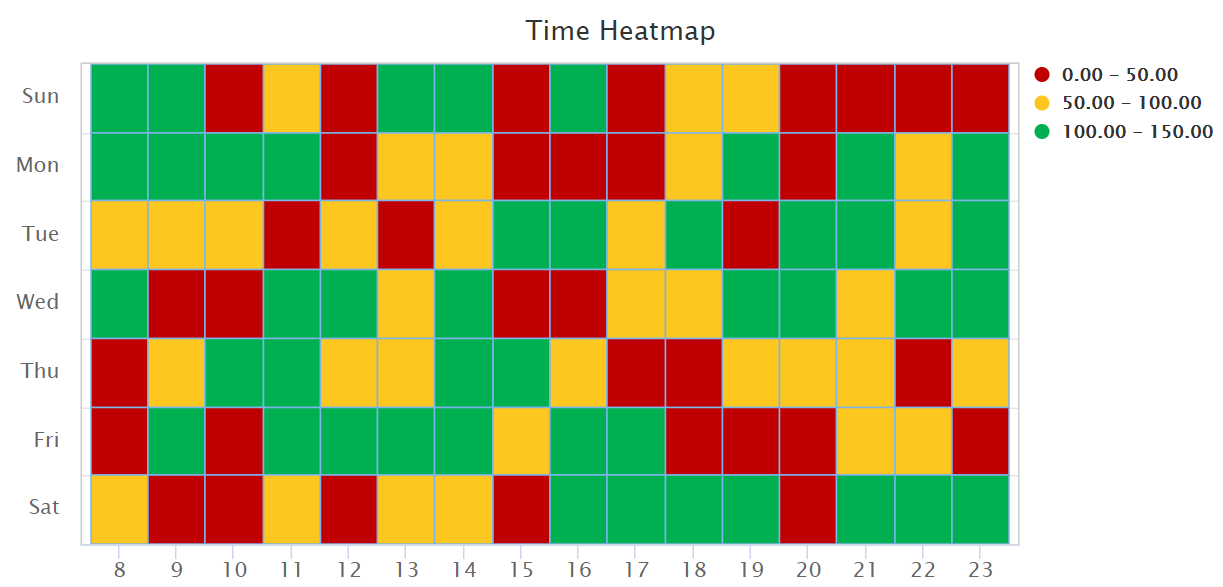 Time Heatmap
0.00 – 50.00
50.00 – 100.00
100.00 – 150.00
Sun
Mon
Tue
Wed
Thu
Fri
Sat
8 9 10 11 12 13 14 15 16 17 18 19 20 21 22 23